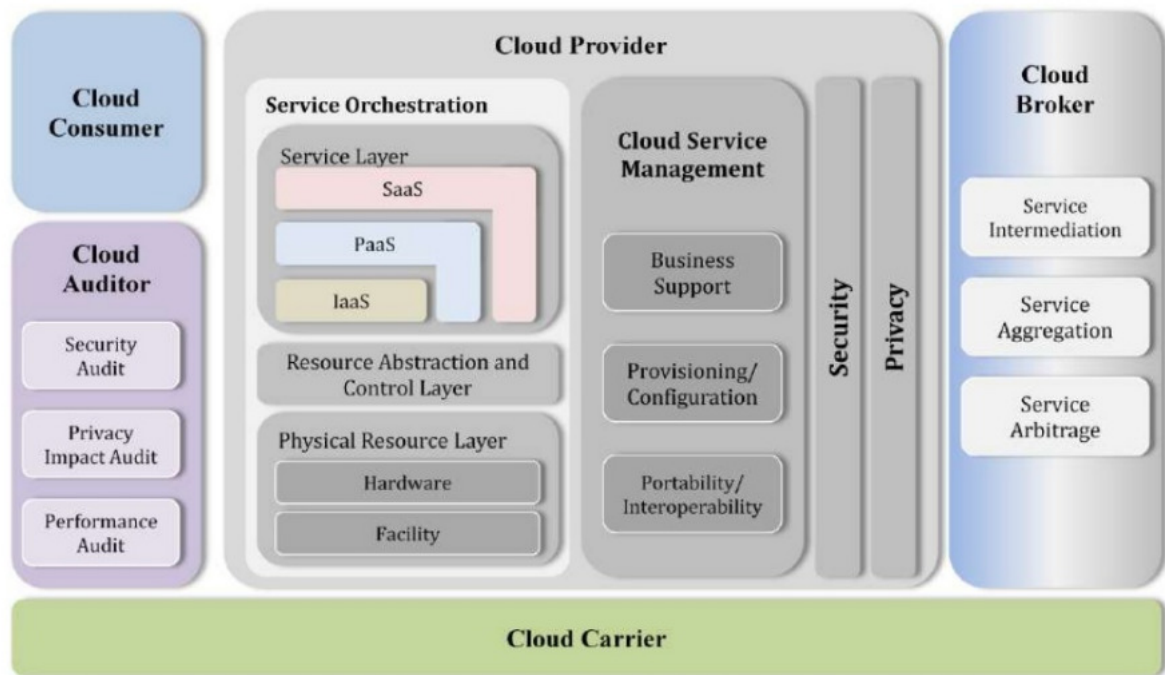 Cloud
Consumer
Cloud
Auditor
Security
Audit
Privacy
Impact Audit
Performance
Audit
Cloud Provider
Service Orchestration
Service Layer
SaaS
PaaS
IaaS
Resource Abstraction and
Control Layer
Physical Resource Layer
Hardware
Facility
Cloud Service
Management
Business
Support
Provisioning/
Configuration
Portability/
Interoperability
Security
Privacy
Cloud
Broker
Service
Intermediation
Service
Aggregation
Service
Arbitrage
Cloud Carrier